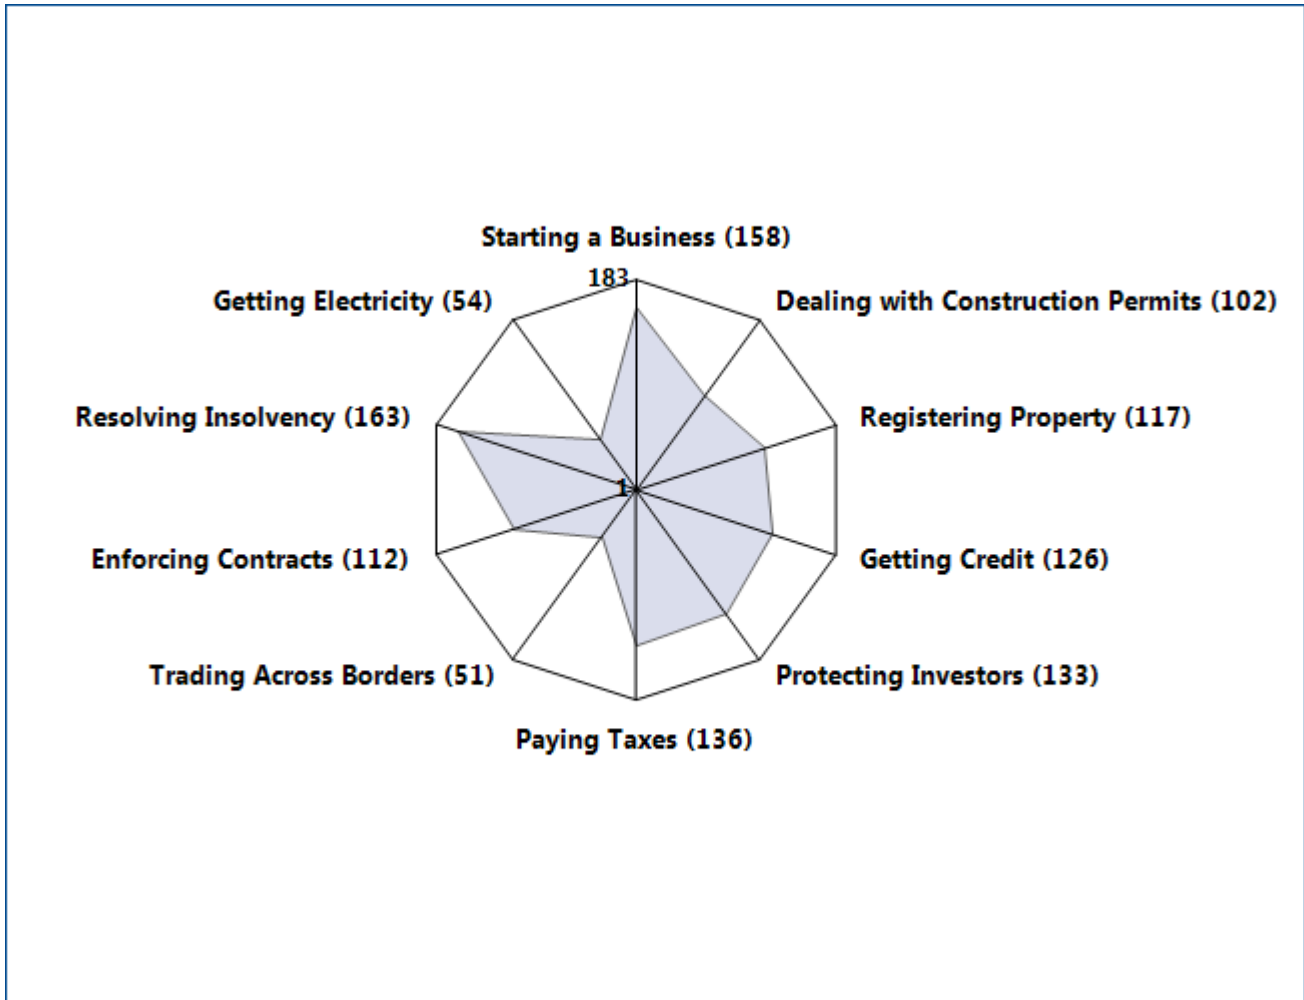 Starting a Business (158)
183
Getting Electricity (54)
Dealing with Construction Permits (102)
Resolving Insolvency (163)
Registering Property (117)
1
Enforcing Contracts (112)
Getting Credit (126)
Trading Across Borders (51)
Protecting Investors (133)
Paying Taxes (136)